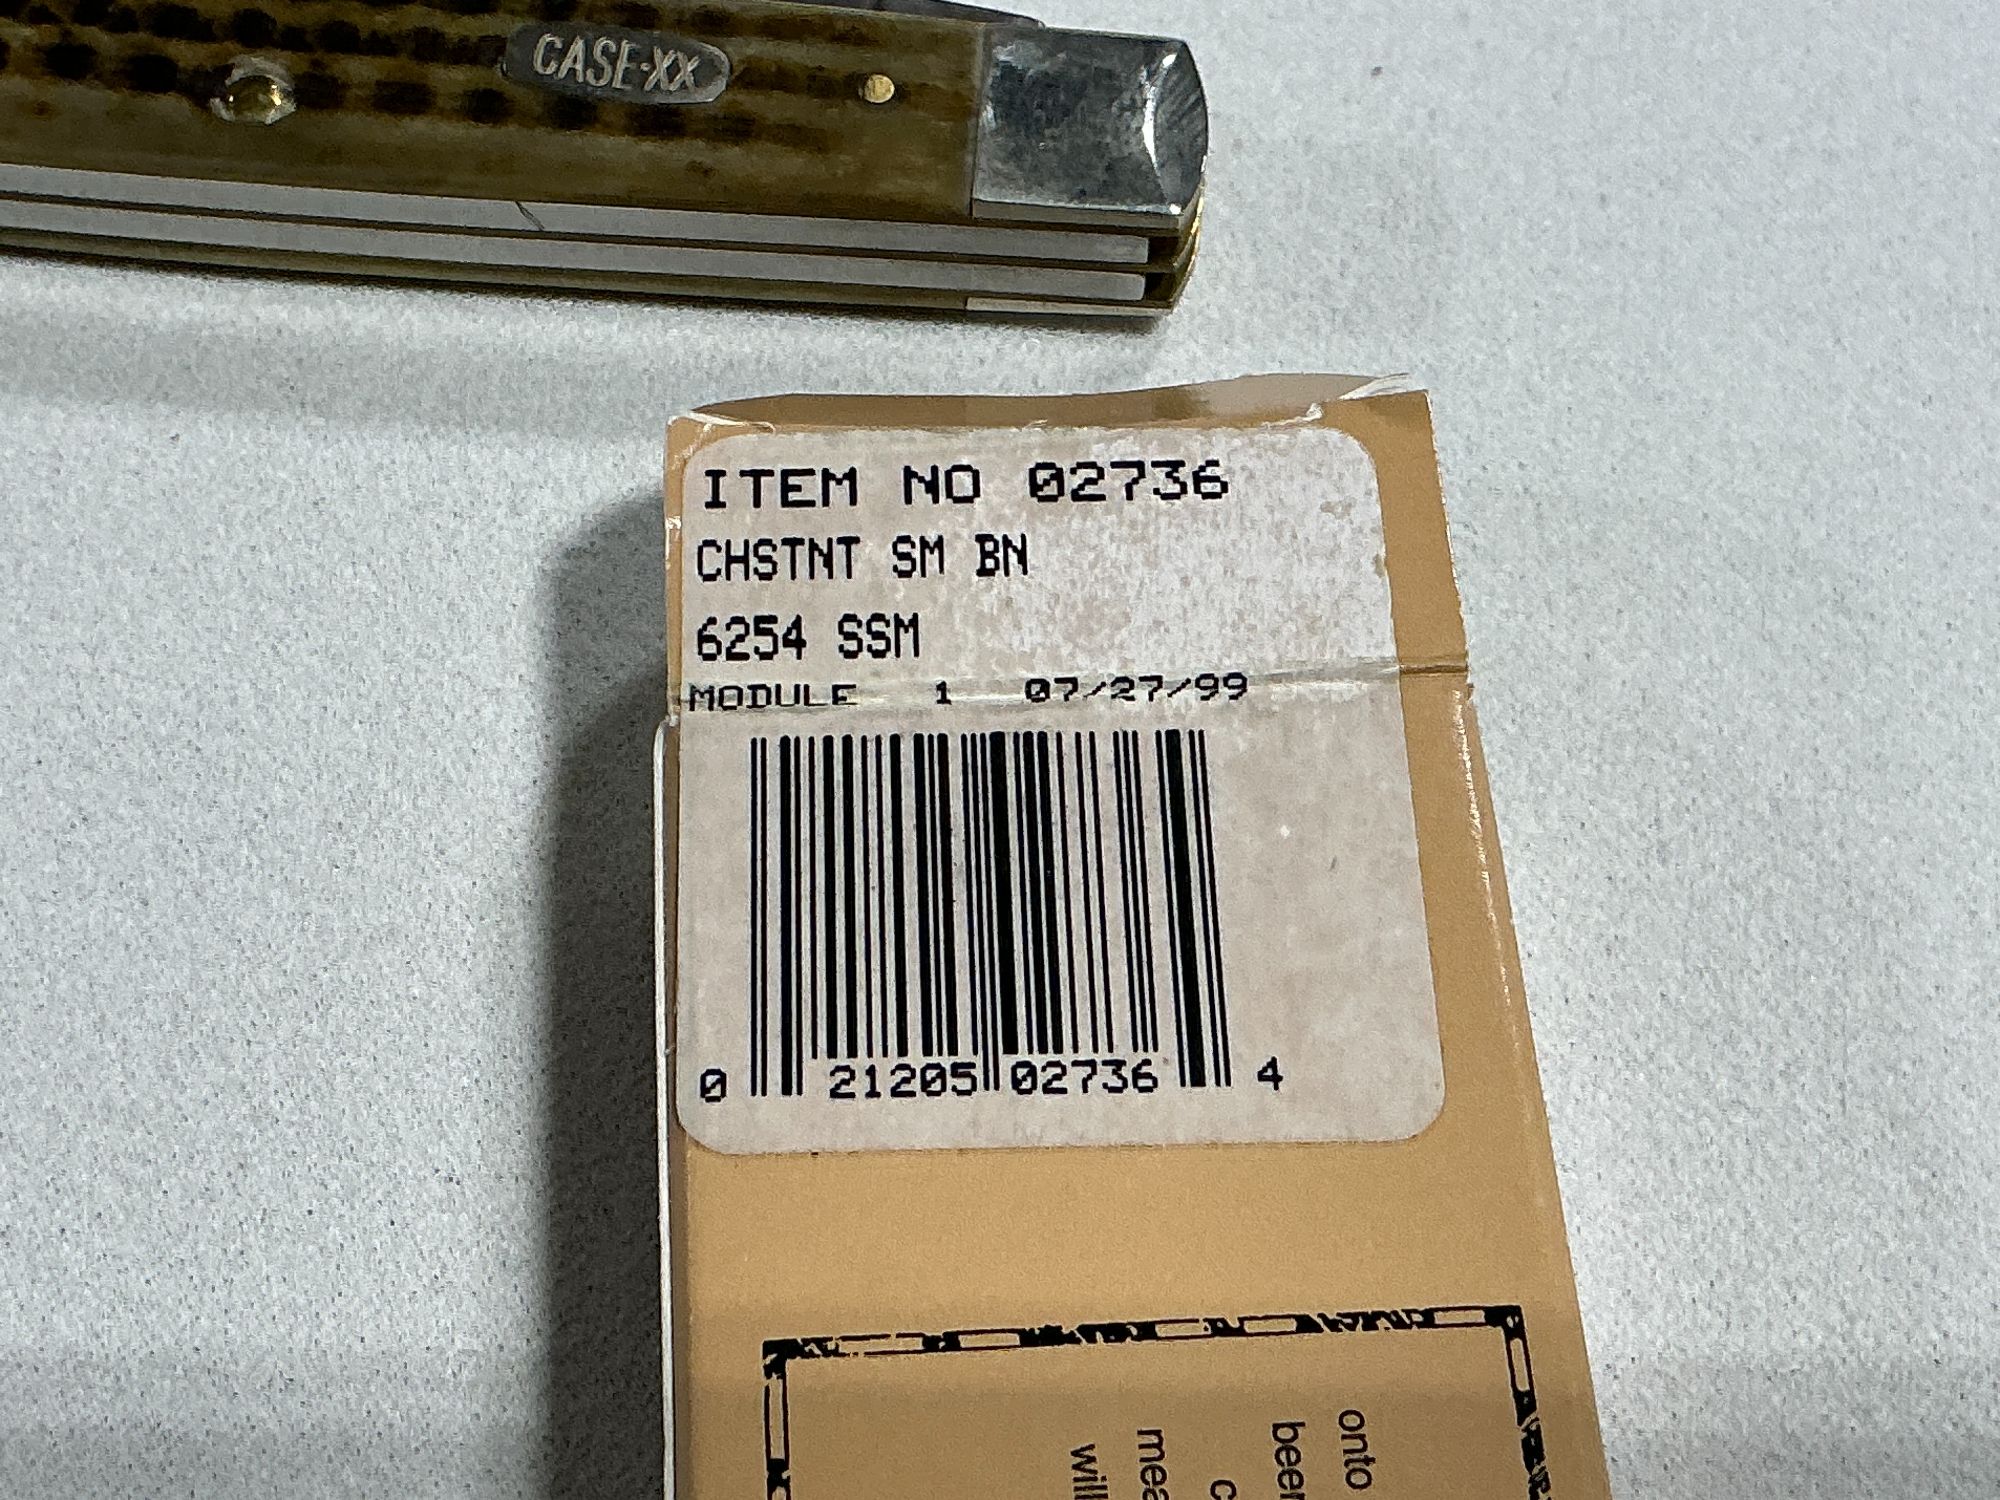 CASE XX
ITEM NO 02736
CHSTNT SM BN
6254 SSM
MODULE 1 07/27/99
0 21205 02736 4
onto
been
mea
will